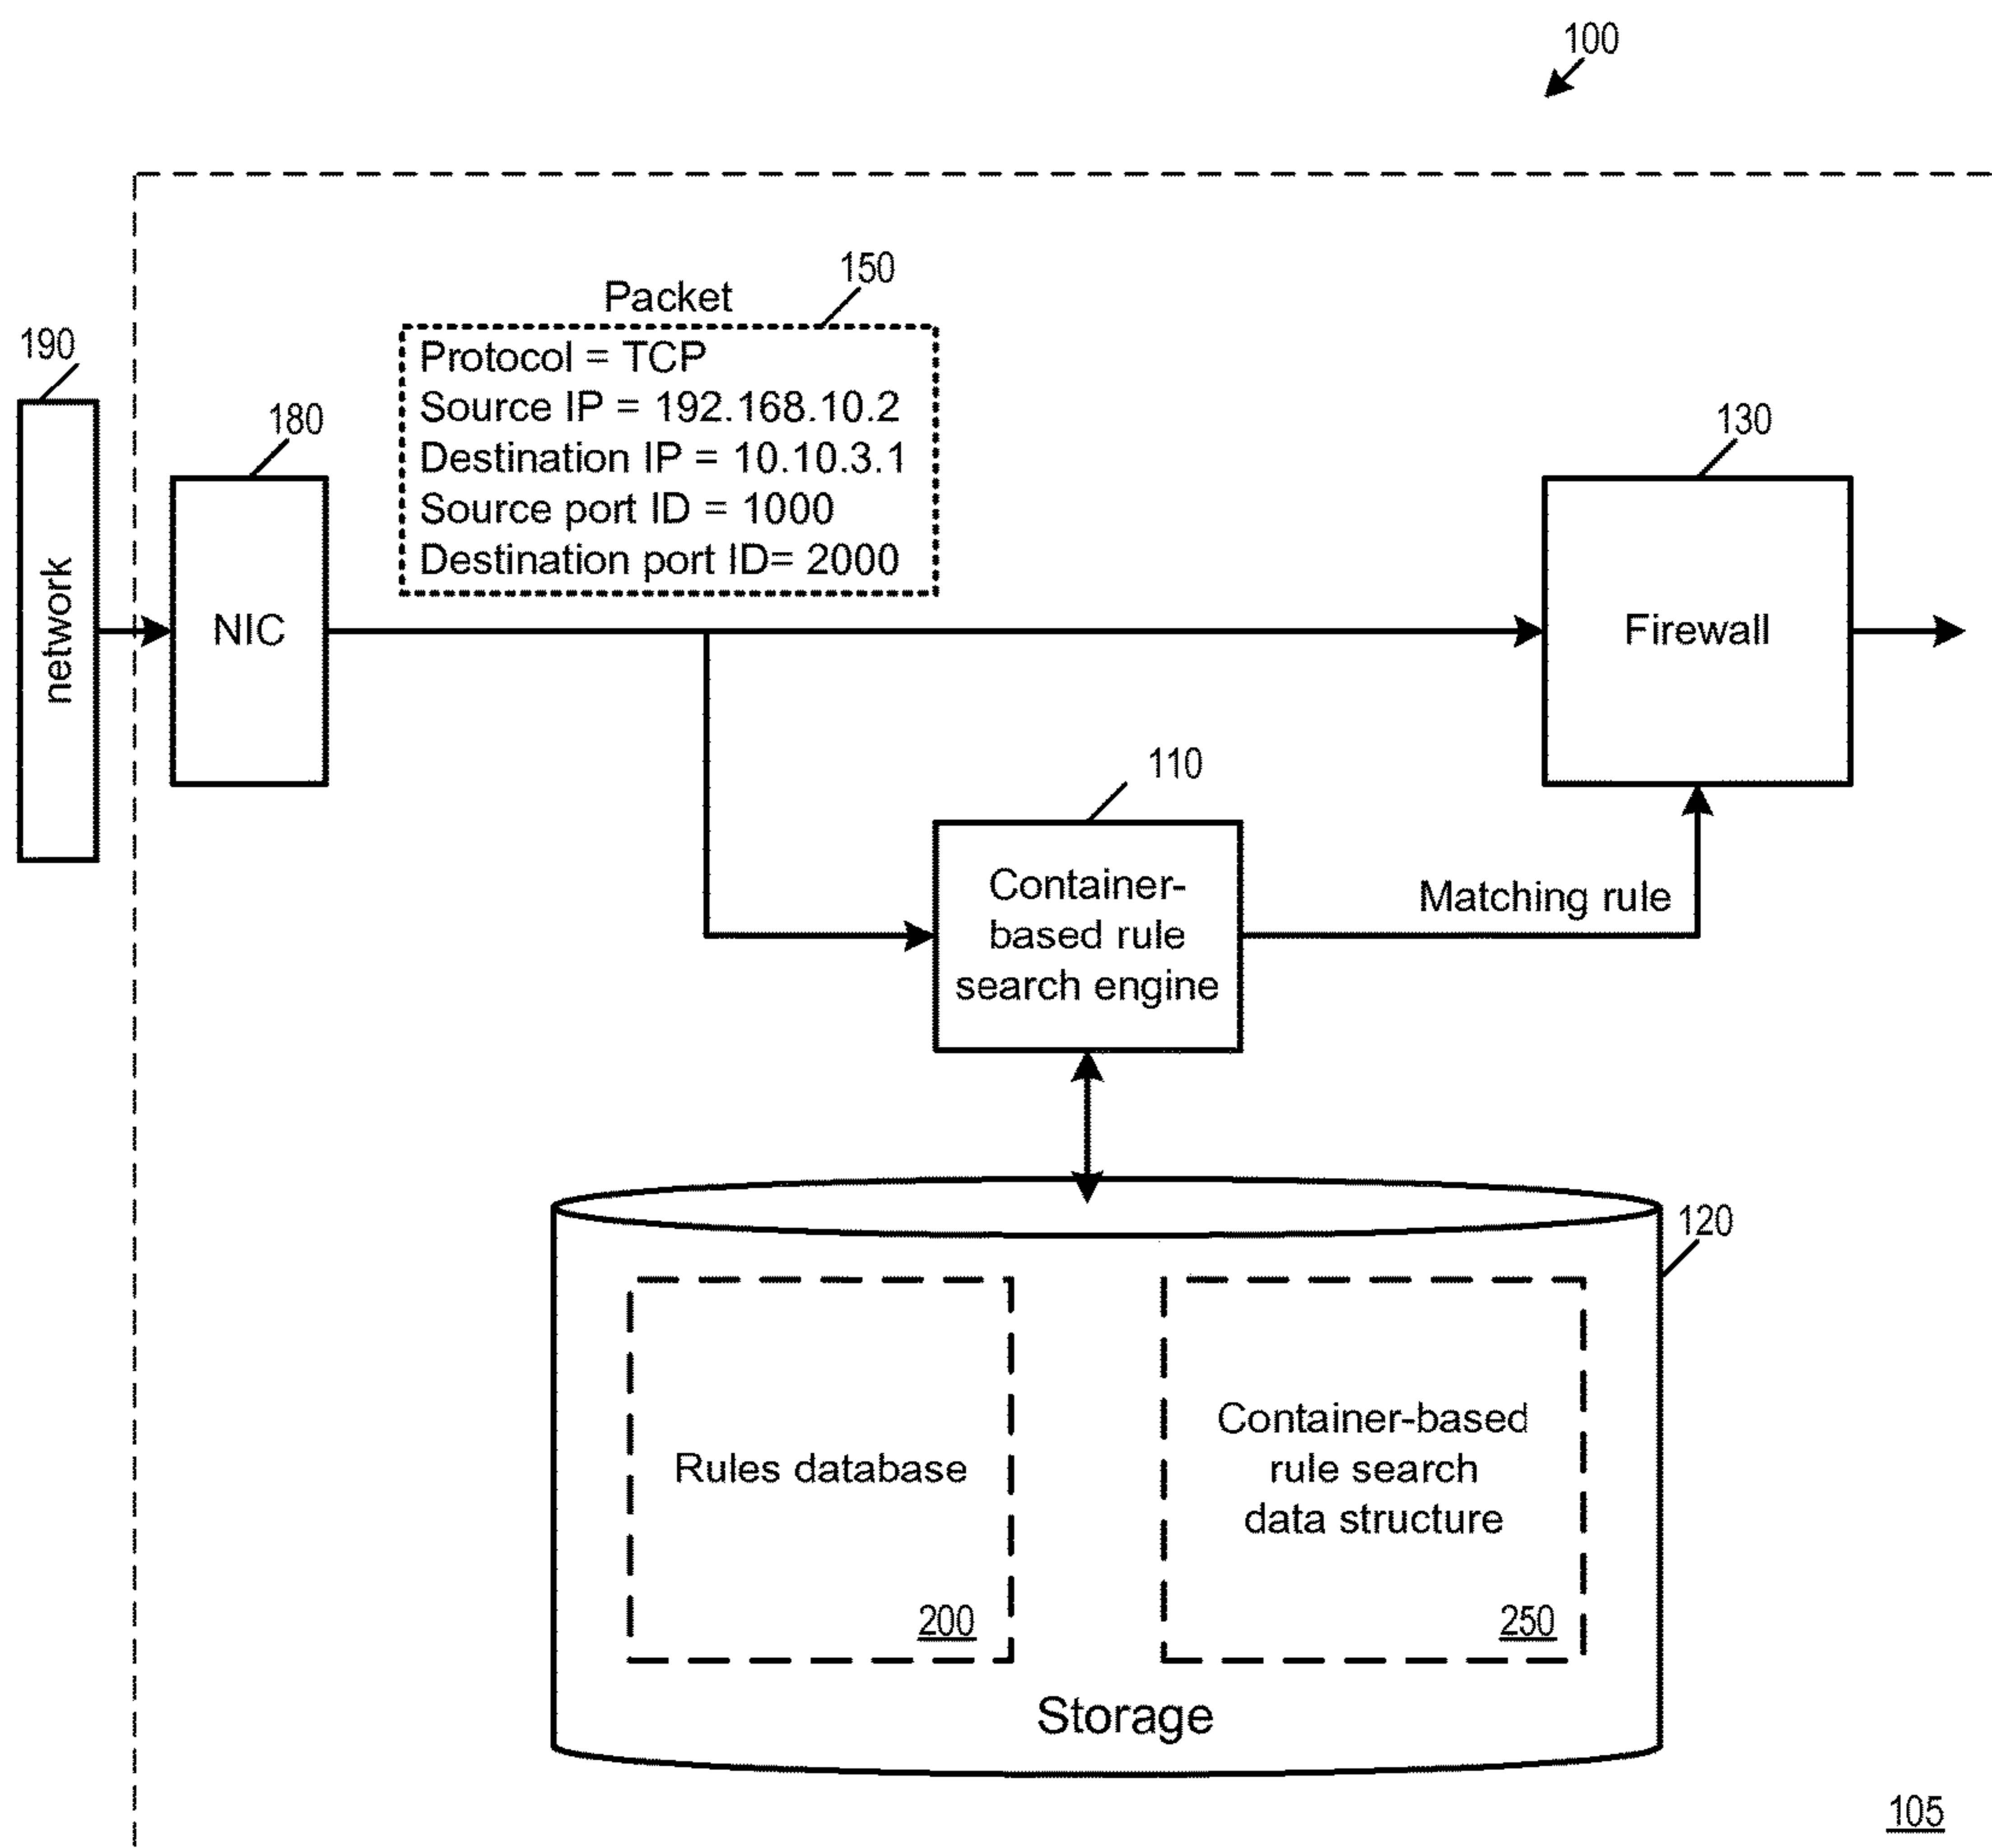 100
150
Packet
Protocol = TCP
Source IP = 192.168.10.2
Destination IP = 10.10.3.1
Source port ID = 1000
Destination port ID= 2000
190
network
180
NIC
130
Firewall
110
Container-
based rule
search engine
Matching rule
120
Rules database
200
Container-based
rule search
data structure
250
Storage
105